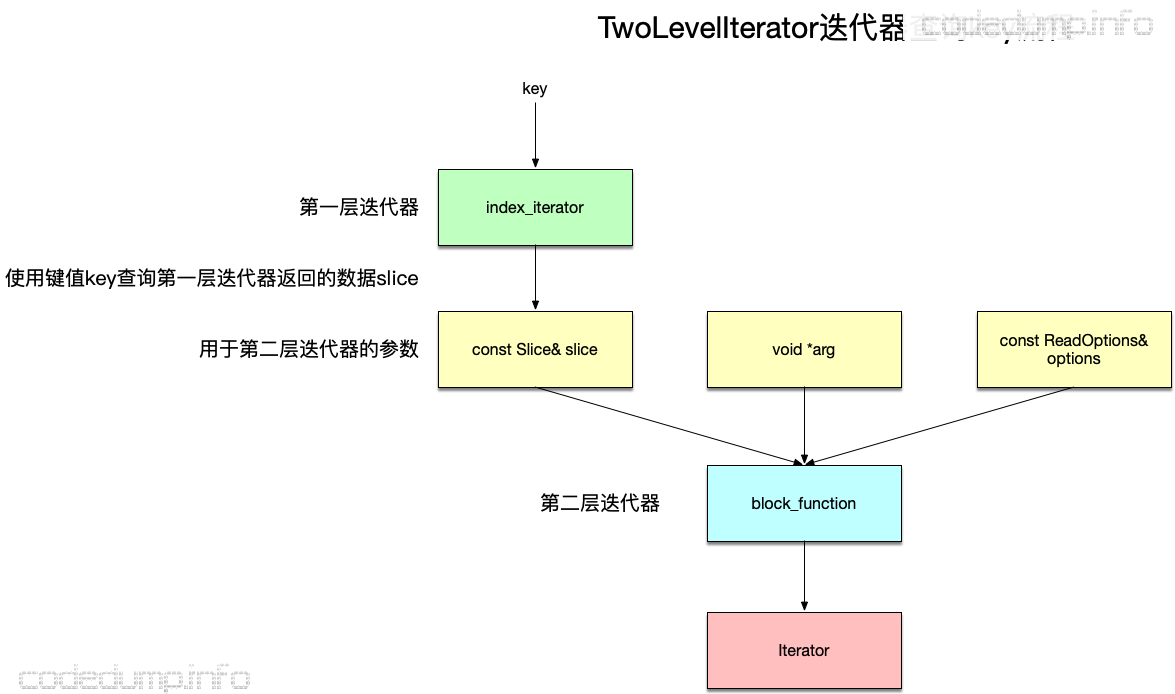 TwoLevelIterator迭代器
key
第一层迭代器
index_iterator
使用键值key查询第一层迭代器返回的数据slice
用于第二层迭代器的参数
const Slice& slice
void *arg
const ReadOptions&
options
第二层迭代器
block_function
Iterator
codedump.info